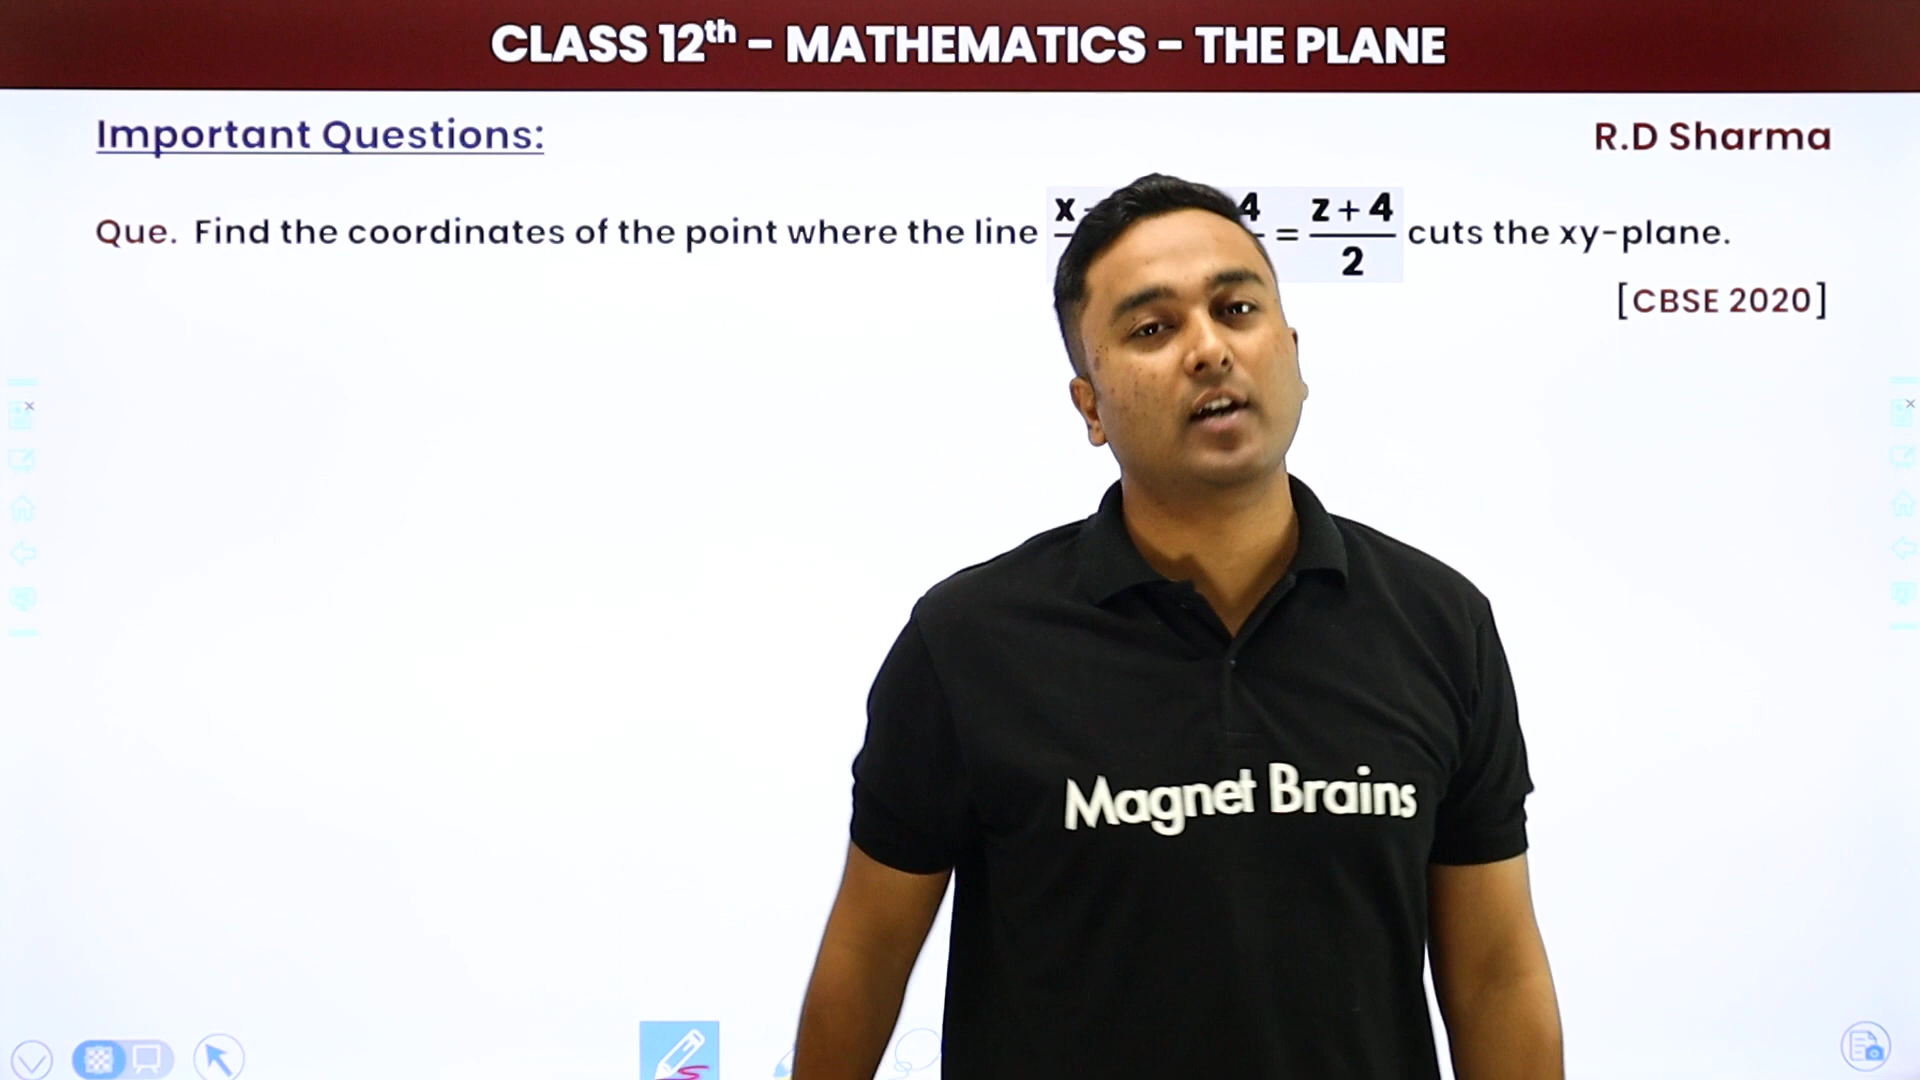 CLASS 12th - MATHEMATICS - THE PLANE
Important Questions:
R.D Sharma
Que. Find the coordinates of the point where the line x 4 = z + 4 / 2 cuts the xy-plane.
[CBSE 2020]
Magnet Brains